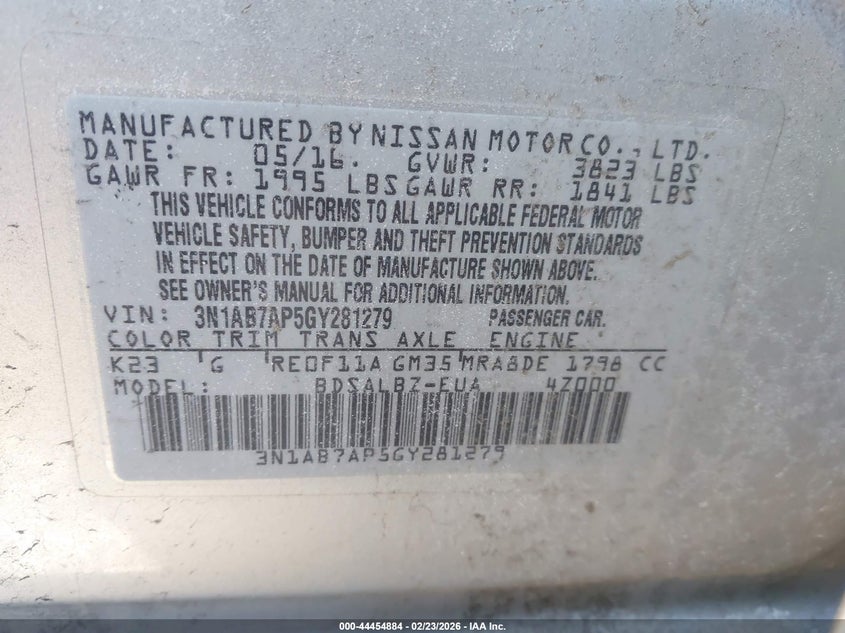 MANUFACTURED BY NISSAN MOTOR CO., LTD.
DATE: 05/16. GVWR: 3823 LBS
GAWR FR: 1995 LBS GAWR RR: 1841 LBS
THIS VEHICLE CONFORMS TO ALL APPLICABLE FEDERAL MOTOR
VEHICLE SAFETY, BUMPER AND THEFT PREVENTION STANDARDS
IN EFFECT ON THE DATE OF MANUFACTURE SHOWN ABOVE.
SEE OWNER'S MANUAL FOR ADDITIONAL INFORMATION.
VIN: 3N1AB7AP5GY281279 PASSENGER CAR.
COLOR TRIM TRANS AXLE ENGINE
K23 G RE0F11A GM35 MRA8DE 1798 CC
MODEL: BDSALBZ-EUA 4Z000
3N1AB7AP5GY281279
000-44454884 | 02/23/2026 - IAA Inc.